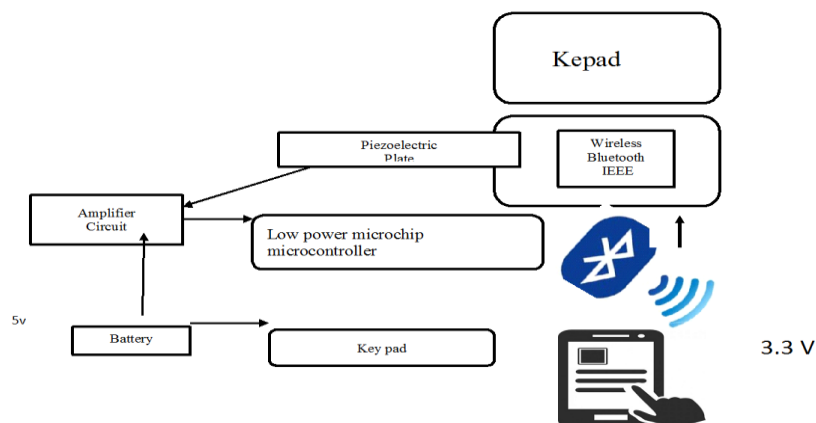 Kepad
Piezoelectric
Plate
Wireless
Bluetooth
IEEE
Amplifier
Circuit
Low power microchip
microcontroller
5v
Battery
Key pad
3.3 V